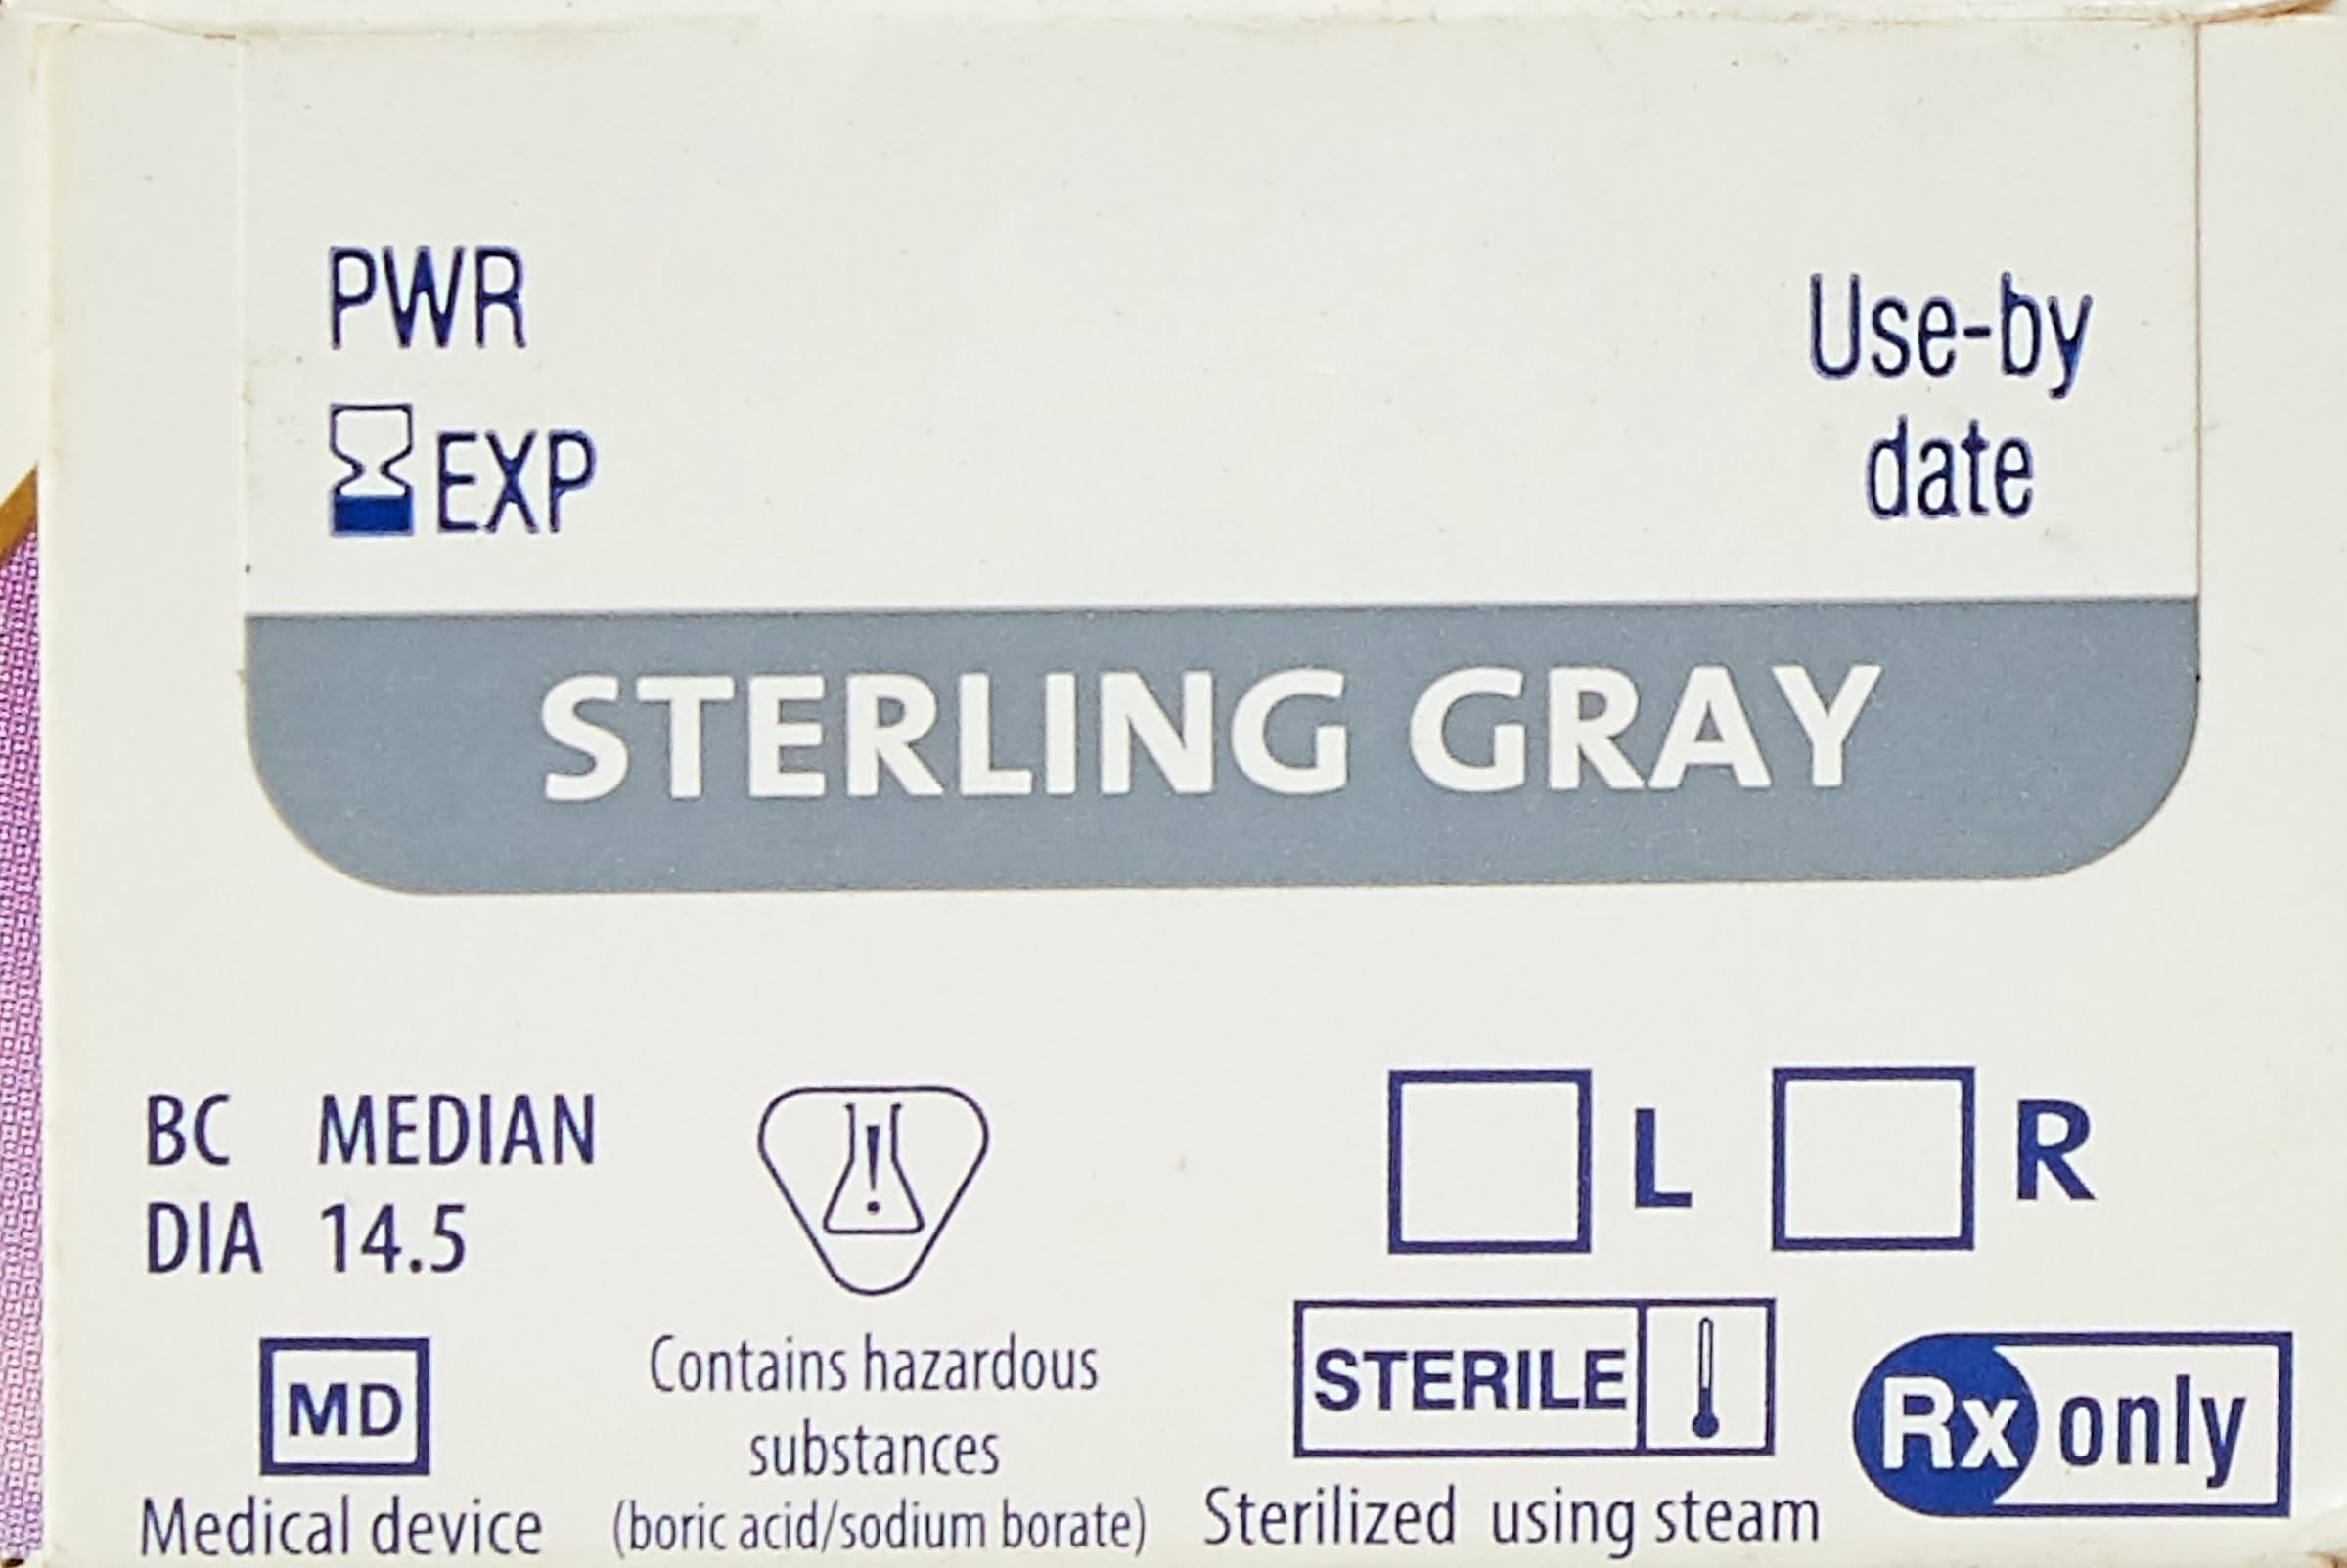 PWR
EXP
Use-by
date
STERLING GRAY
BC MEDIAN
DIA 14.5
L R
MD
Medical device
Contains hazardous
substances
(boric acid/sodium borate)
STERILE
Sterilized using steam
Rx only